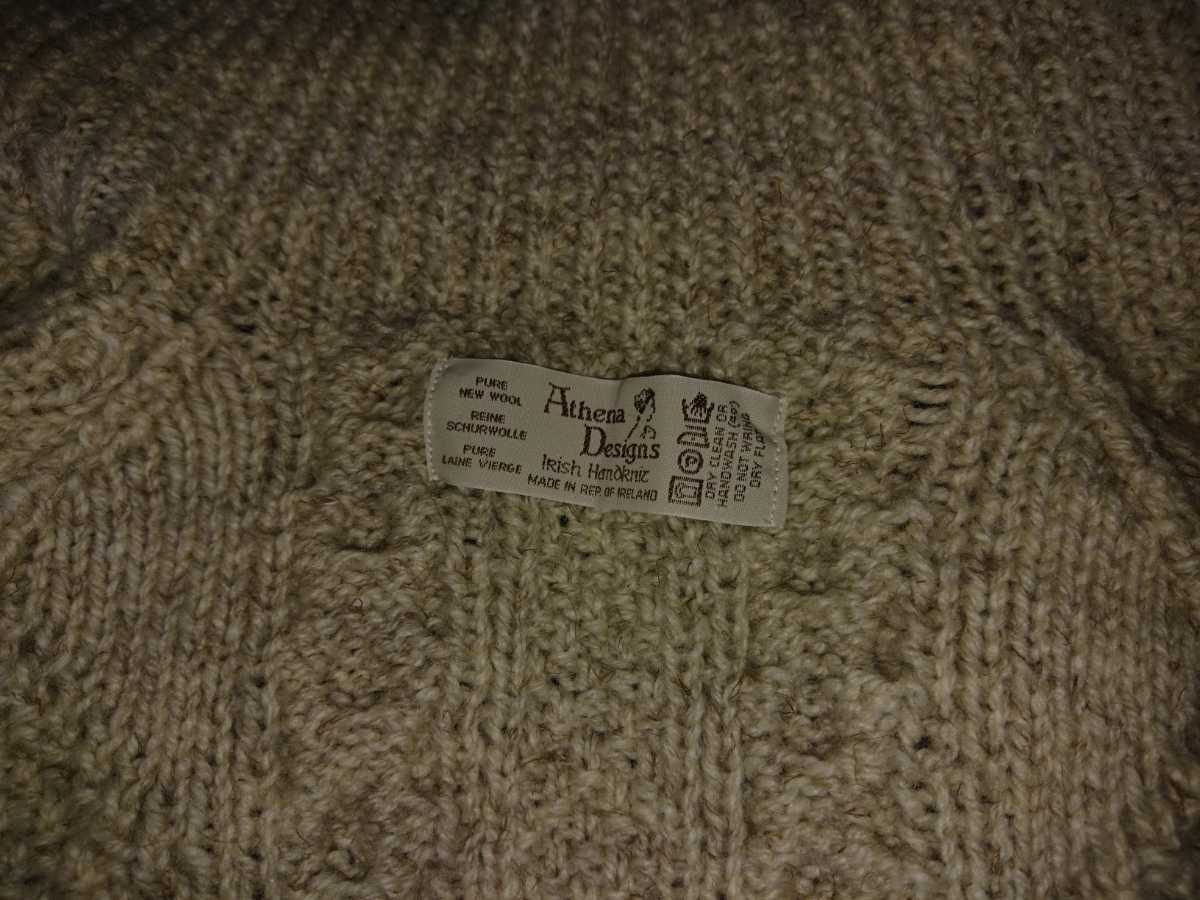 PURE
NEW WOOL
REINE
SCHURWOLLE
PURE
LAINE VIERGE
Athena
Designs
Irish Handknit
MADE IN REP. OF IRELAND
DRY CLEAN OR
HANDWASH (40°)
DO NOT WRING
DRY FLAT